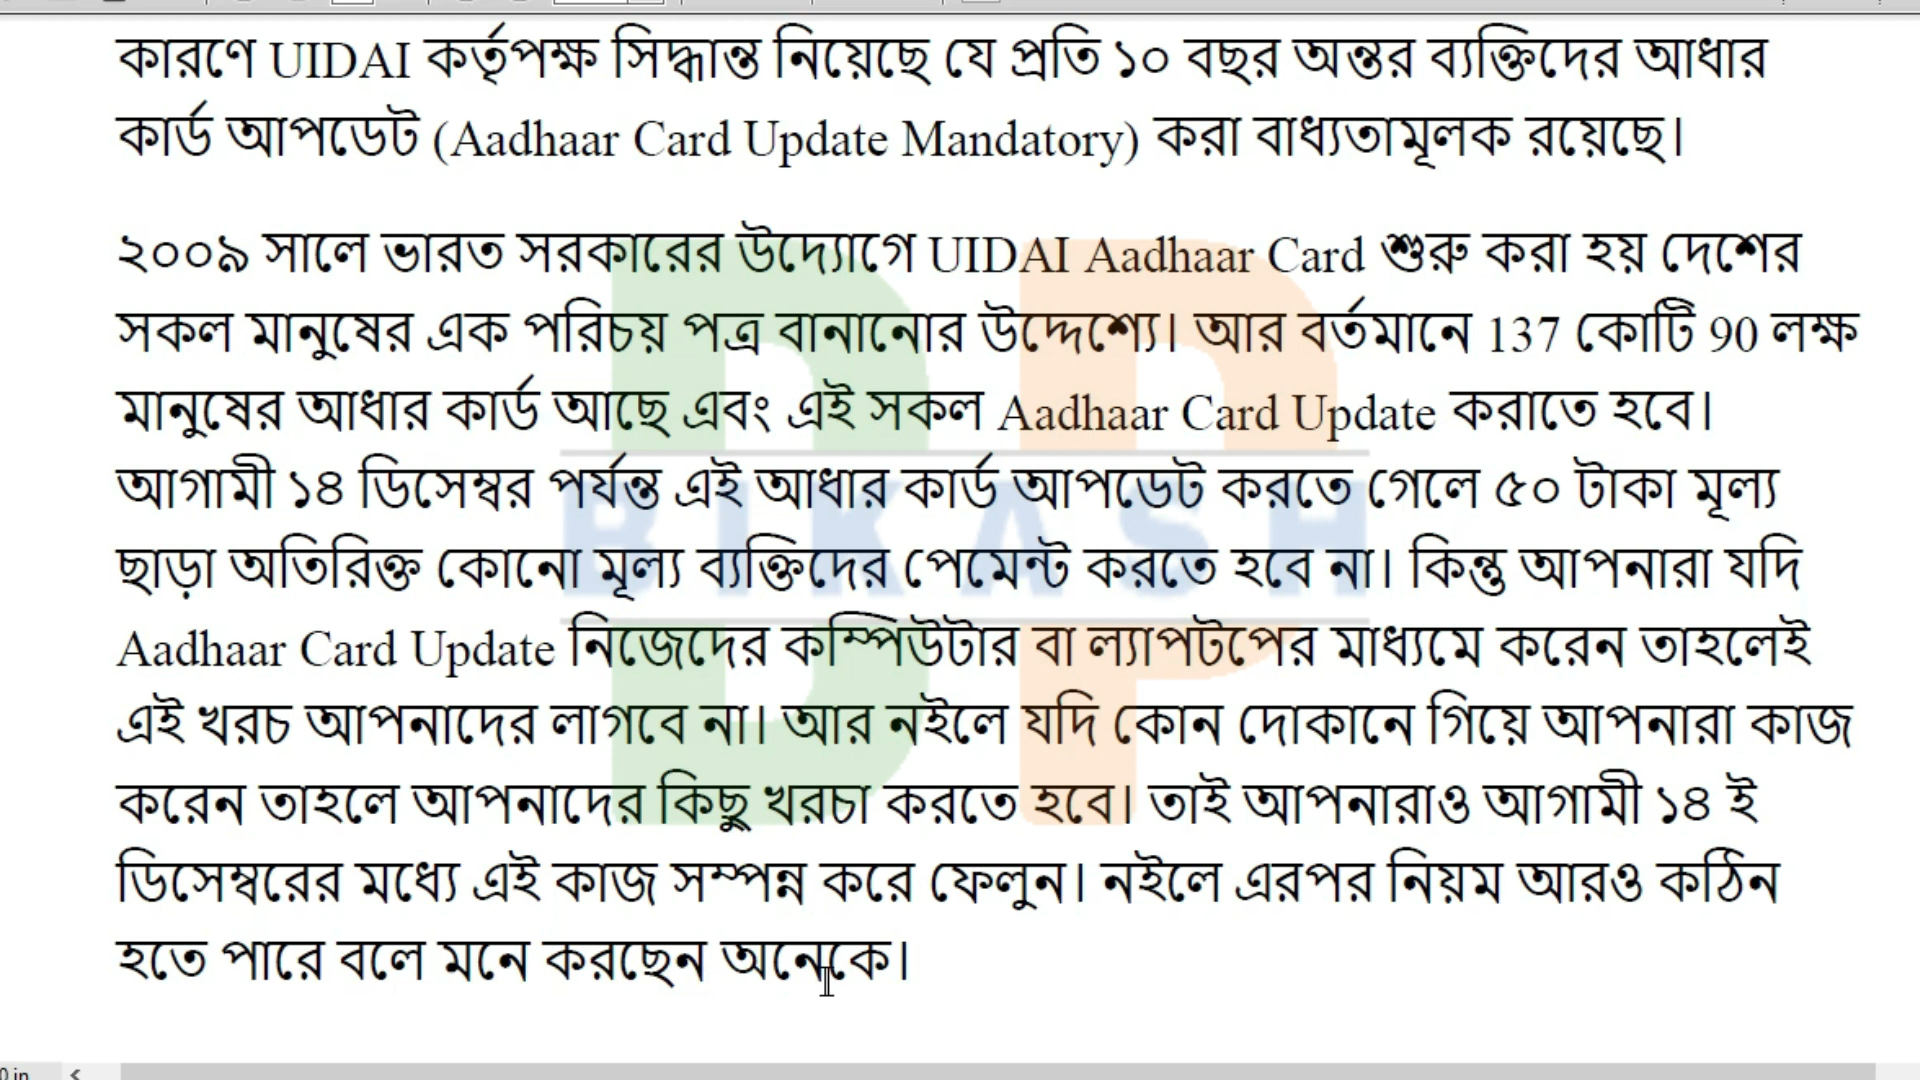 কারণে UIDAI কর্তৃপক্ষ সিদ্ধান্ত নিয়েছে যে প্রতি ১০ বছর অন্তর ব্যক্তিদের আধার
কার্ড আপডেট (Aadhaar Card Update Mandatory) করা বাধ্যতামূলক রয়েছে।
২০০৯ সালে ভারত সরকারের উদ্যোগে UIDAI Aadhaar Card শুরু করা হয় দেশের
সকল মানুষের এক পরিচয় পত্র বানানোর উদ্দেশ্যে। আর বর্তমানে 137 কোটি 90 লক্ষ
মানুষের আধার কার্ড আছে এবং এই সকল Aadhaar Card Update করাতে হবে।
আগামী ১৪ ডিসেম্বর পর্যন্ত এই আধার কার্ড আপডেট করতে গেলে ৫০ টাকা মূল্য
ছাড়া অতিরিক্ত কোনো মূল্য ব্যক্তিদের পেমেন্ট করতে হবে না। কিন্তু আপনারা যদি
Aadhaar Card Update নিজেদের কম্পিউটার বা ল্যাপটপের মাধ্যমে করেন তাহলেই
এই খরচ আপনাদের লাগবে না। আর নইলে যদি কোন দোকানে গিয়ে আপনারা কাজ
করেন তাহলে আপনাদের কিছু খরচা করতে হবে। তাই আপনারাও আগামী ১৪ ই
ডিসেম্বরের মধ্যে এই কাজ সম্পন্ন করে ফেলুন। নইলে এরপর নিয়ম আরও কঠিন
হতে পারে বলে মনে করছেন অনেকে।
DP
BIKASH
DP
0 in